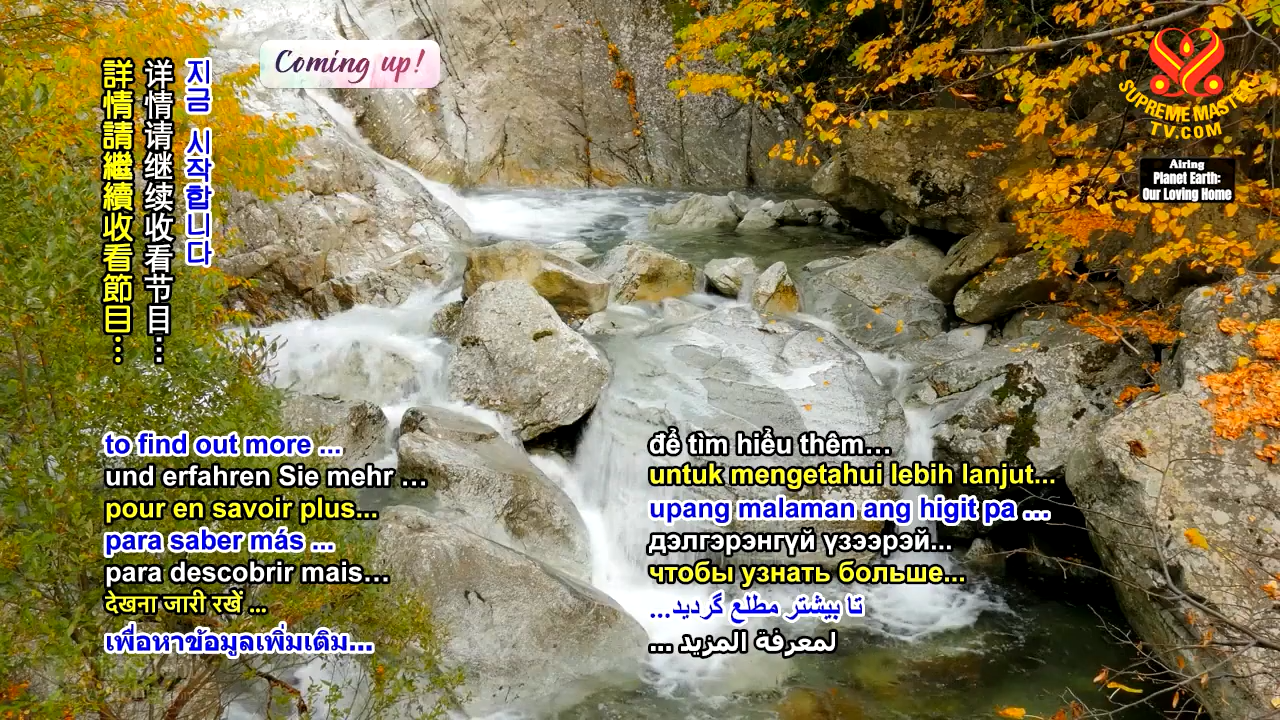 Coming up!
지금 시작합니다
详情请继续收看节目…
詳情請繼續收看節目…
SUPREME MASTER
TV.COM
Airing
Planet Earth:
Our Loving Home
to find out more ...
und erfahren Sie mehr …
pour en savoir plus...
para saber más ...
para descobrir mais…
देखना जारी रखें ...
เพื่อหาข้อมูลเพิ่มเติม...
để tìm hiểu thêm…
untuk mengetahui lebih lanjut...
upang malaman ang higit pa …
дэлгэрэнгүй үзээрэй...
чтобы узнать больше...
تا بیشتر مطلع گردید...
لمعرفة المزيد ...